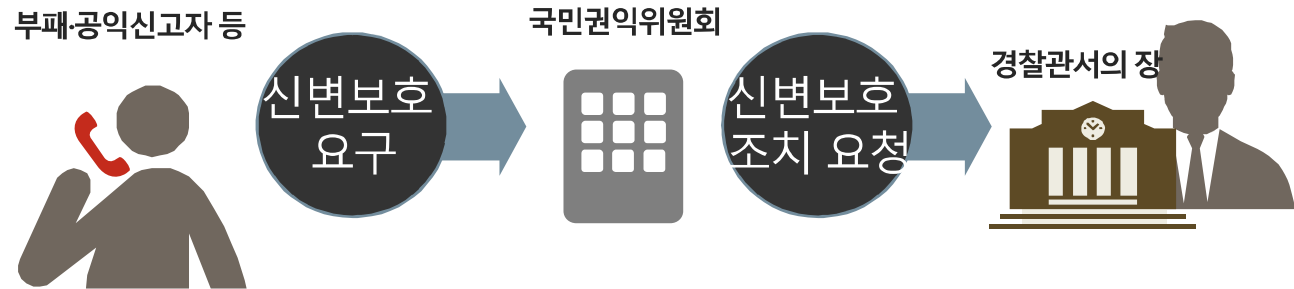 부패·공익신고자 등
신변보호
요구
국민권익위원회
신변보호
조치 요청
경찰관서의 장